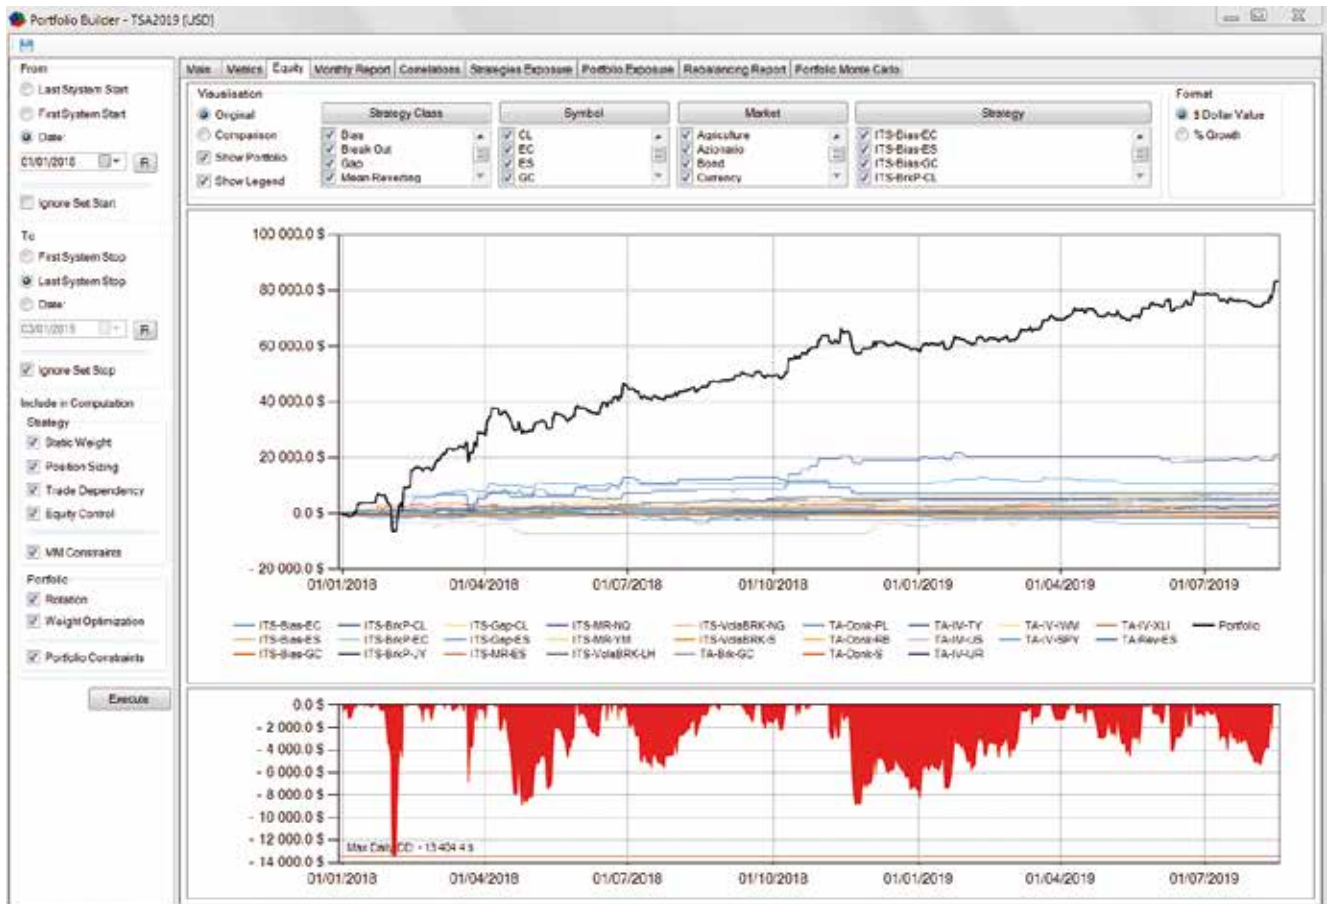 Portfolio Builder - TSA2019 [USD]
Main Metrics Equity Monthly Report Correlations Strategies Exposure Portfolio Exposure Rebalancing Report Portfolio Monte Carlo
From
Last System Start
First System Start
Date:
01/01/2018 R
Ignore Set Start
To
First System Stop
Last System Stop
Date:
R
Ignore Set Stop
Include in Computation
Strategy
Static Weight
Position Sizing
Trade Dependency
Equity Control
MM Constraints
Portfolio
Rotation
Weight Optimization
Portfolio Constraints
Execute
Visualisation
Original
Comparison
Show Portfolio
Show Legend
Strategy Class
Bias
Break Out
Gap
Mean Reverting
Symbol
CL
EC
ES
GC
Market
Agriculture
Azionario
Bond
Currency
Strategy
ITS-Bias-EC
ITS-Bias-ES
ITS-Bias-GC
ITS-BrkP-CL
Format
$ Dollar Value
% Growth
100 000.0 $
80 000.0 $
60 000.0 $
40 000.0 $
20 000.0 $
0.0 $
- 20 000.0 $
01/01/2018 01/04/2018 01/07/2018 01/10/2018 01/01/2019 01/04/2019 01/07/2019
ITS-Bias-EC ITS-BrkP-CL ITS-Gap-CL ITS-MR-NQ ITS-VolaBRK-NG TA-Donk-PL TA-IV-TY TA-IV-IWM TA-IV-XLI Portfolio
ITS-Bias-ES ITS-BrkP-EC ITS-Gap-ES ITS-MR-YM ITS-VolaBRK-S TA-Donk-RB TA-IV-US TA-IV-SPY TA-Rev-ES
ITS-Bias-GC ITS-BrkP-JY ITS-MR-ES ITS-VolaBRK-LH TA-Brk-GC TA-Donk-S TA-IV-UR
0.0 $
- 2 000.0 $
- 4 000.0 $
- 6 000.0 $
- 8 000.0 $
- 10 000.0 $
- 12 000.0 $
- 14 000.0 $
Max Daily DD: - 13 404.4 $
01/01/2018 01/04/2018 01/07/2018 01/10/2018 01/01/2019 01/04/2019 01/07/2019